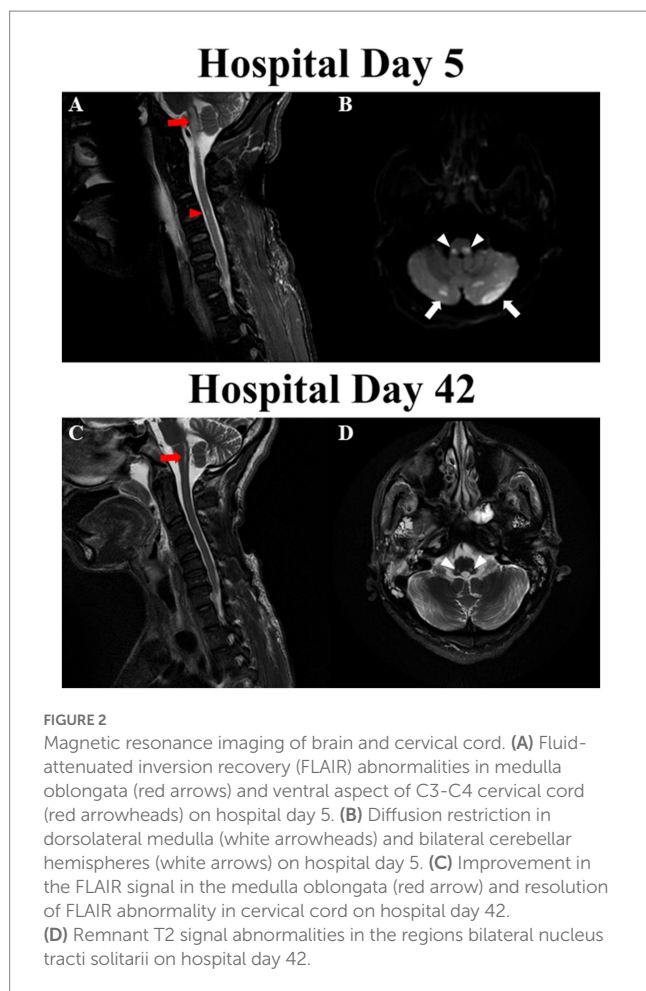 Hospital Day 5
A
B
Hospital Day 42
C
D
FIGURE 2
Magnetic resonance imaging of brain and cervical cord. (A) Fluid-
attenuated inversion recovery (FLAIR) abnormalities in medulla
oblongata (red arrows) and ventral aspect of C3-C4 cervical cord
(red arrowheads) on hospital day 5. (B) Diffusion restriction in
dorsolateral medulla (white arrowheads) and bilateral cerebellar
hemispheres (white arrows) on hospital day 5. (C) Improvement in
the FLAIR signal in the medulla oblongata (red arrow) and resolution
of FLAIR abnormality in cervical cord on hospital day 42.
(D) Remnant T2 signal abnormalities in the regions bilateral nucleus
tracti solitarii on hospital day 42.